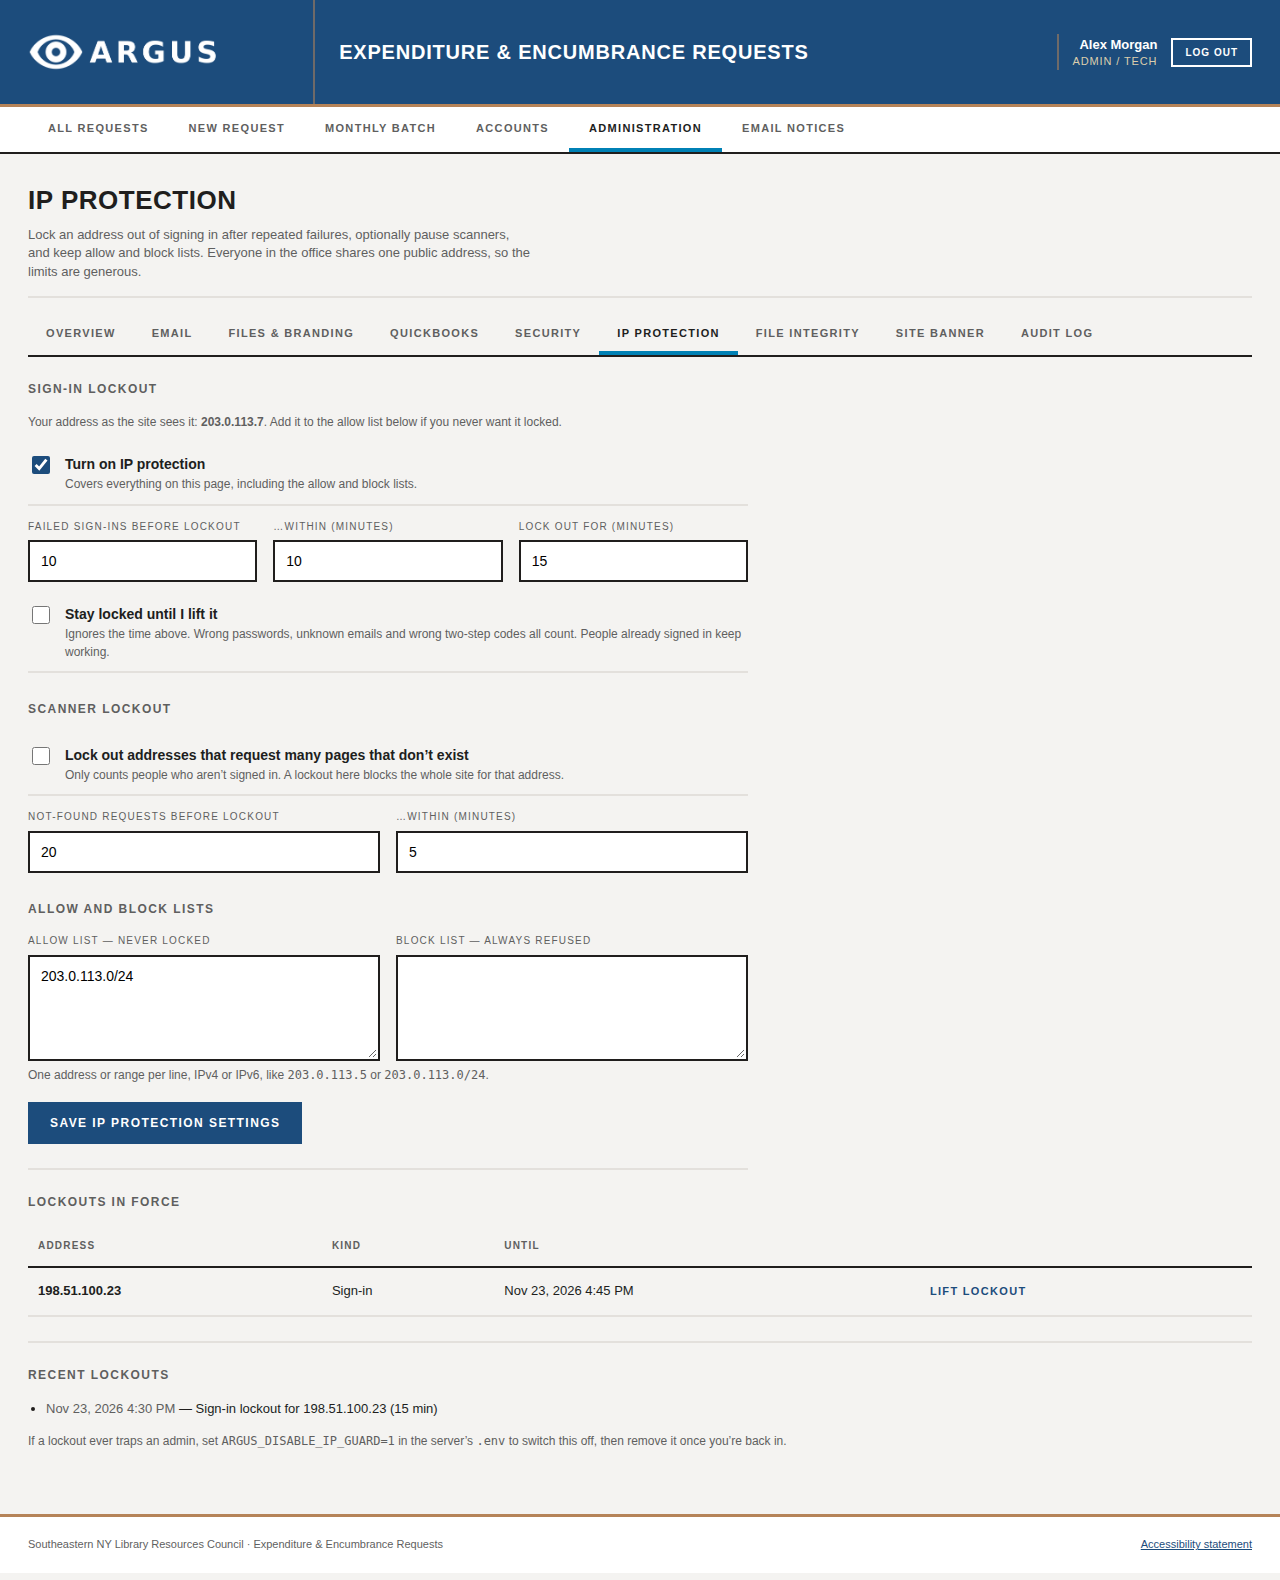 ARGUS
EXPENDITURE & ENCUMBRANCE REQUESTS
Alex Morgan
ADMIN / TECH
LOG OUT
ALL REQUESTS
NEW REQUEST
MONTHLY BATCH
ACCOUNTS
ADMINISTRATION
EMAIL NOTICES
IP PROTECTION
Lock an address out of signing in after repeated failures, optionally pause scanners,
and keep allow and block lists. Everyone in the office shares one public address, so the
limits are generous.
OVERVIEW
EMAIL
FILES & BRANDING
QUICKBOOKS
SECURITY
IP PROTECTION
FILE INTEGRITY
SITE BANNER
AUDIT LOG
SIGN-IN LOCKOUT
Your address as the site sees it: 203.0.113.7. Add it to the allow list below if you never want it locked.
Turn on IP protection
Covers everything on this page, including the allow and block lists.
FAILED SIGN-INS BEFORE LOCKOUT
…WITHIN (MINUTES)
LOCK OUT FOR (MINUTES)
10
10
15
Stay locked until I lift it
Ignores the time above. Wrong passwords, unknown emails and wrong two-step codes all count. People already signed in keep
working.
SCANNER LOCKOUT
Lock out addresses that request many pages that don’t exist
Only counts people who aren’t signed in. A lockout here blocks the whole site for that address.
NOT-FOUND REQUESTS BEFORE LOCKOUT
…WITHIN (MINUTES)
20
5
ALLOW AND BLOCK LISTS
ALLOW LIST — NEVER LOCKED
BLOCK LIST — ALWAYS REFUSED
203.0.113.0/24
One address or range per line, IPv4 or IPv6, like 203.0.113.5 or 203.0.113.0/24.
SAVE IP PROTECTION SETTINGS
LOCKOUTS IN FORCE
ADDRESS
KIND
UNTIL
198.51.100.23
Sign-in
Nov 23, 2026 4:45 PM
LIFT LOCKOUT
RECENT LOCKOUTS
• Nov 23, 2026 4:30 PM — Sign-in lockout for 198.51.100.23 (15 min)
If a lockout ever traps an admin, set ARGUS_DISABLE_IP_GUARD=1 in the server’s .env to switch this off, then remove it once you’re back in.
Southeastern NY Library Resources Council · Expenditure & Encumbrance Requests
Accessibility statement